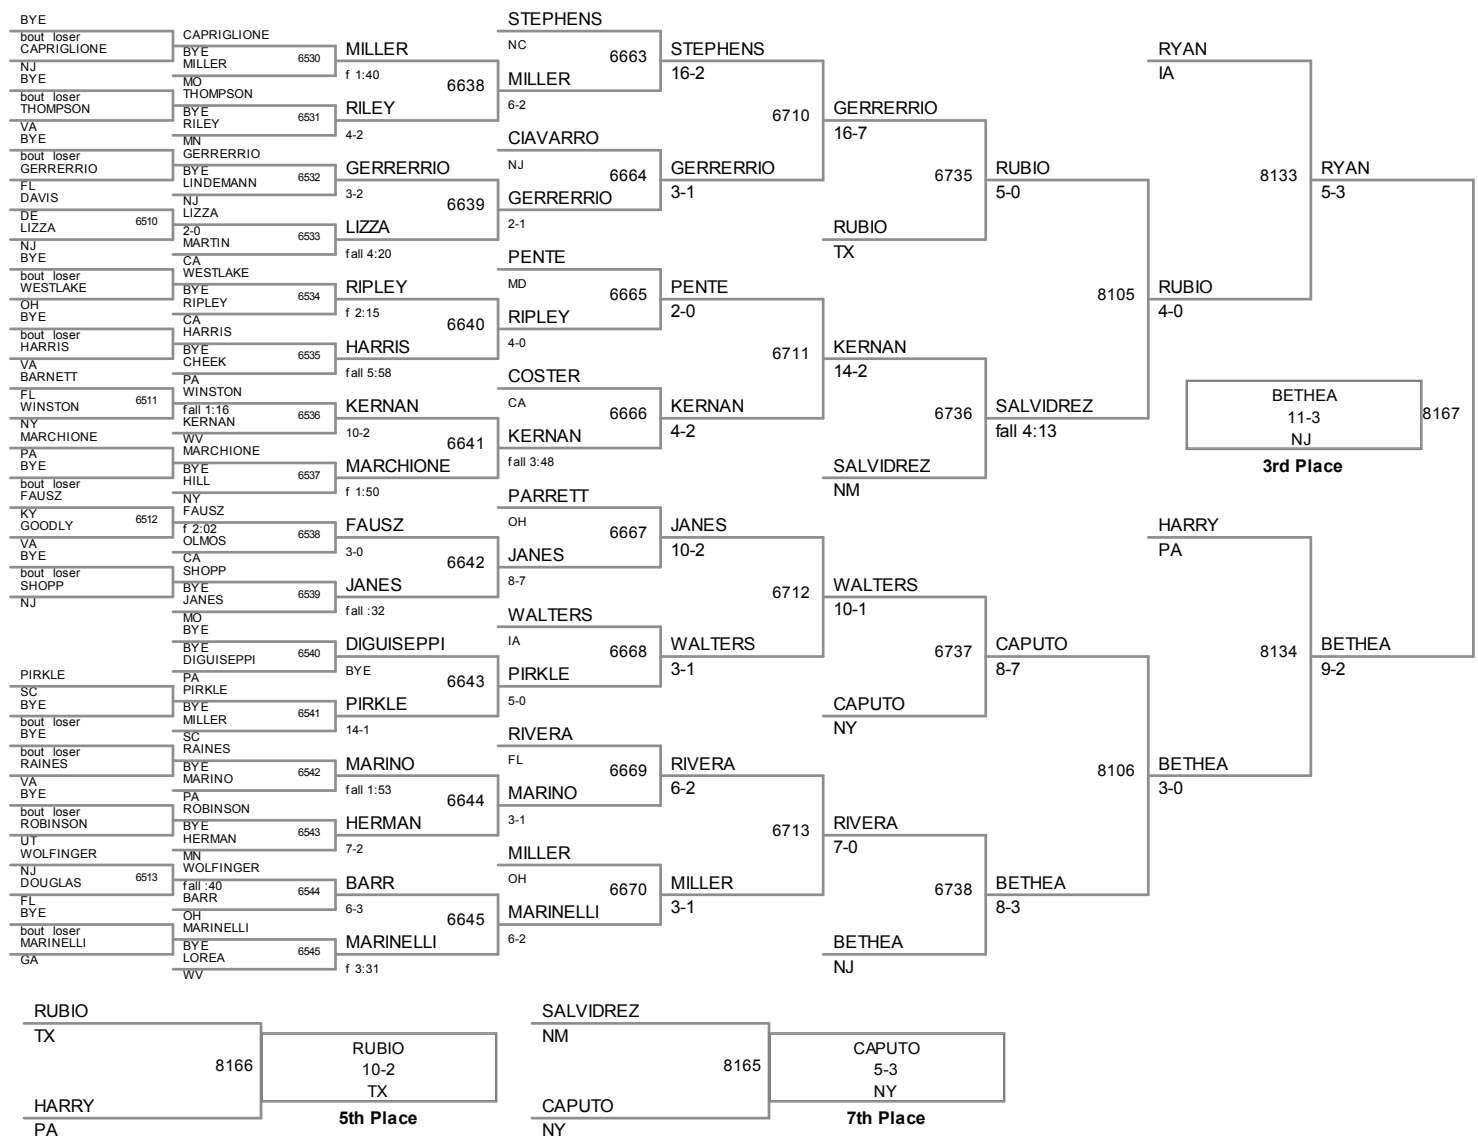 BYE
bout loser
CAPRIGLIONE
NJ
BYE
bout loser
THOMPSON
VA
BYE
bout loser
GERRERRIO
FL
DAVIS
DE
LIZZA
6510
NJ
BYE
bout loser
WESTLAKE
OH
BYE
bout loser
HARRIS
VA
BARNETT
FL
WINSTON
6511
NY
MARCHIONE
PA
BYE
bout loser
FAUSZ
KY
GOODLY
6512
VA
BYE
bout loser
SHOPP
NJ
PIRKLE
SC
BYE
bout loser
BYE
bout loser
RAINES
VA
BYE
bout loser
ROBINSON
UT
WOLFINGER
NJ
DOUGLAS
6513
FL
BYE
bout loser
MARINELLI
GA
CAPRIGLIONE
BYE
MILLER
6530
MO
THOMPSON
BYE
RILEY
6531
MN
GERRERRIO
BYE
LINDEMANN
6532
NJ
LIZZA
2-0
MARTIN
6533
CA
WESTLAKE
BYE
RIPLEY
6534
CA
HARRIS
BYE
CHEEK
6535
PA
WINSTON
fall 1:16
KERNAN
6536
WV
MARCHIONE
BYE
HILL
6537
NY
FAUSZ
f 2:02
OLMOS
6538
CA
SHOPP
BYE
JANES
6539
MO
BYE
BYE
DIGUISEPPI
6540
PA
PIRKLE
BYE
MILLER
6541
SC
RAINES
BYE
MARINO
6542
PA
ROBINSON
BYE
HERMAN
6543
MN
WOLFINGER
fall :40
BARR
6544
OH
MARINELLI
BYE
LOREA
6545
WV
MILLER
f 1:40
6638
RILEY
4-2
GERRERRIO
3-2
6639
LIZZA
fall 4:20
RIPLEY
f 2:15
6640
HARRIS
fall 5:58
KERNAN
10-2
6641
MARCHIONE
f 1:50
FAUSZ
3-0
6642
JANES
fall :32
DIGUISEPPI
BYE
6643
PIRKLE
14-1
MARINO
fall 1:53
6644
HERMAN
7-2
BARR
6-3
6645
MARINELLI
f 3:31
STEPHENS
NC
6663
MILLER
6-2
CIAVARRO
NJ
6664
GERRERRIO
2-1
PENTE
MD
6665
RIPLEY
4-0
COSTER
CA
6666
KERNAN
fall 3:48
PARRETT
OH
6667
JANES
8-7
WALTERS
IA
6668
PIRKLE
5-0
RIVERA
FL
6669
MARINO
3-1
MILLER
OH
6670
MARINELLI
6-2
STEPHENS
16-2
6710
GERRERRIO
3-1
PENTE
2-0
6711
KERNAN
4-2
JANES
10-2
6712
WALTERS
3-1
RIVERA
6-2
6713
MILLER
3-1
GERRERRIO
16-7
6735
RUBIO
TX
KERNAN
14-2
6736
SALVIDREZ
NM
WALTERS
10-1
6737
CAPUTO
NY
RIVERA
7-0
6738
BETHEA
NJ
RUBIO
5-0
8105
SALVIDREZ
fall 4:13
CAPUTO
8-7
8106
BETHEA
8-3
RYAN
IA
8133
RUBIO
4-0
HARRY
PA
8134
BETHEA
3-0
RYAN
5-3
BETHEA
11-3
NJ
8167
3rd Place
BETHEA
9-2
RUBIO
TX
8166
HARRY
PA
RUBIO
10-2
TX
5th Place
SALVIDREZ
NM
8165
CAPUTO
NY
CAPUTO
5-3
NY
7th Place